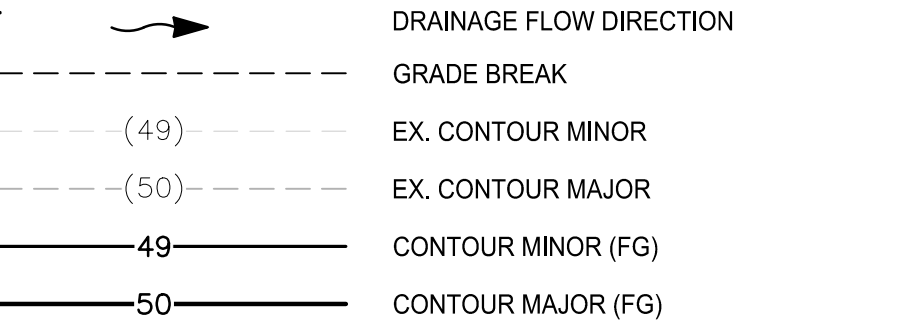 DRAINAGE FLOW DIRECTION
GRADE BREAK
(49) EX. CONTOUR MINOR
(50) EX. CONTOUR MAJOR
49 CONTOUR MINOR (FG)
50 CONTOUR MAJOR (FG)